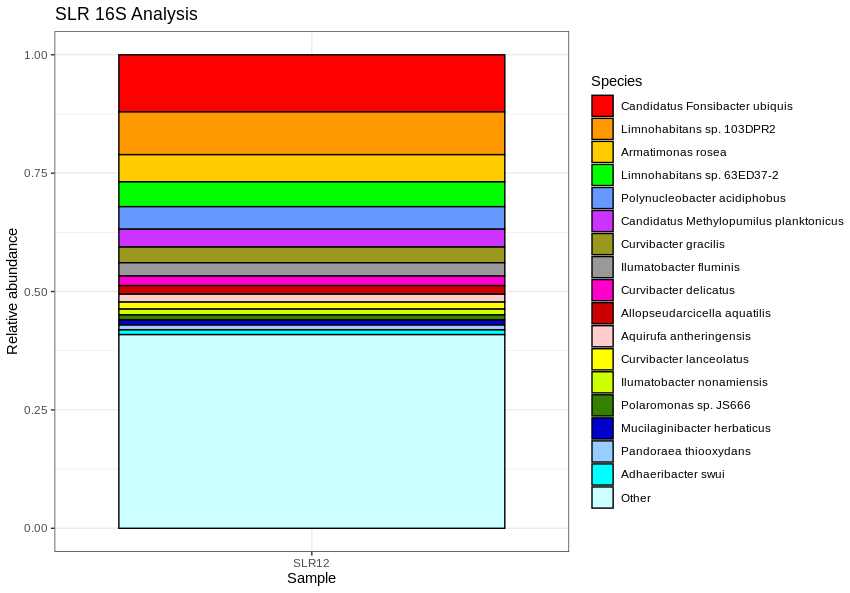 SLR 16S Analysis
Relative abundance
1.00
0.75
0.50
0.25
0.00
SLR12
Sample
Species
Candidatus Fonsibacter ubiquis
Limnohabitans sp. 103DPR2
Armatimonas rosea
Limnohabitans sp. 63ED37-2
Polynucleobacter acidiphobus
Candidatus Methylopumilus planktonicus
Curvibacter gracilis
Ilumatobacter fluminis
Curvibacter delicatus
Allopseudarcicella aquatilis
Aquirufa antheringensis
Curvibacter lanceolatus
Ilumatobacter nonamiensis
Polaromonas sp. JS666
Mucilaginibacter herbaticus
Pandoraea thiooxydans
Adhaeribacter swui
Other